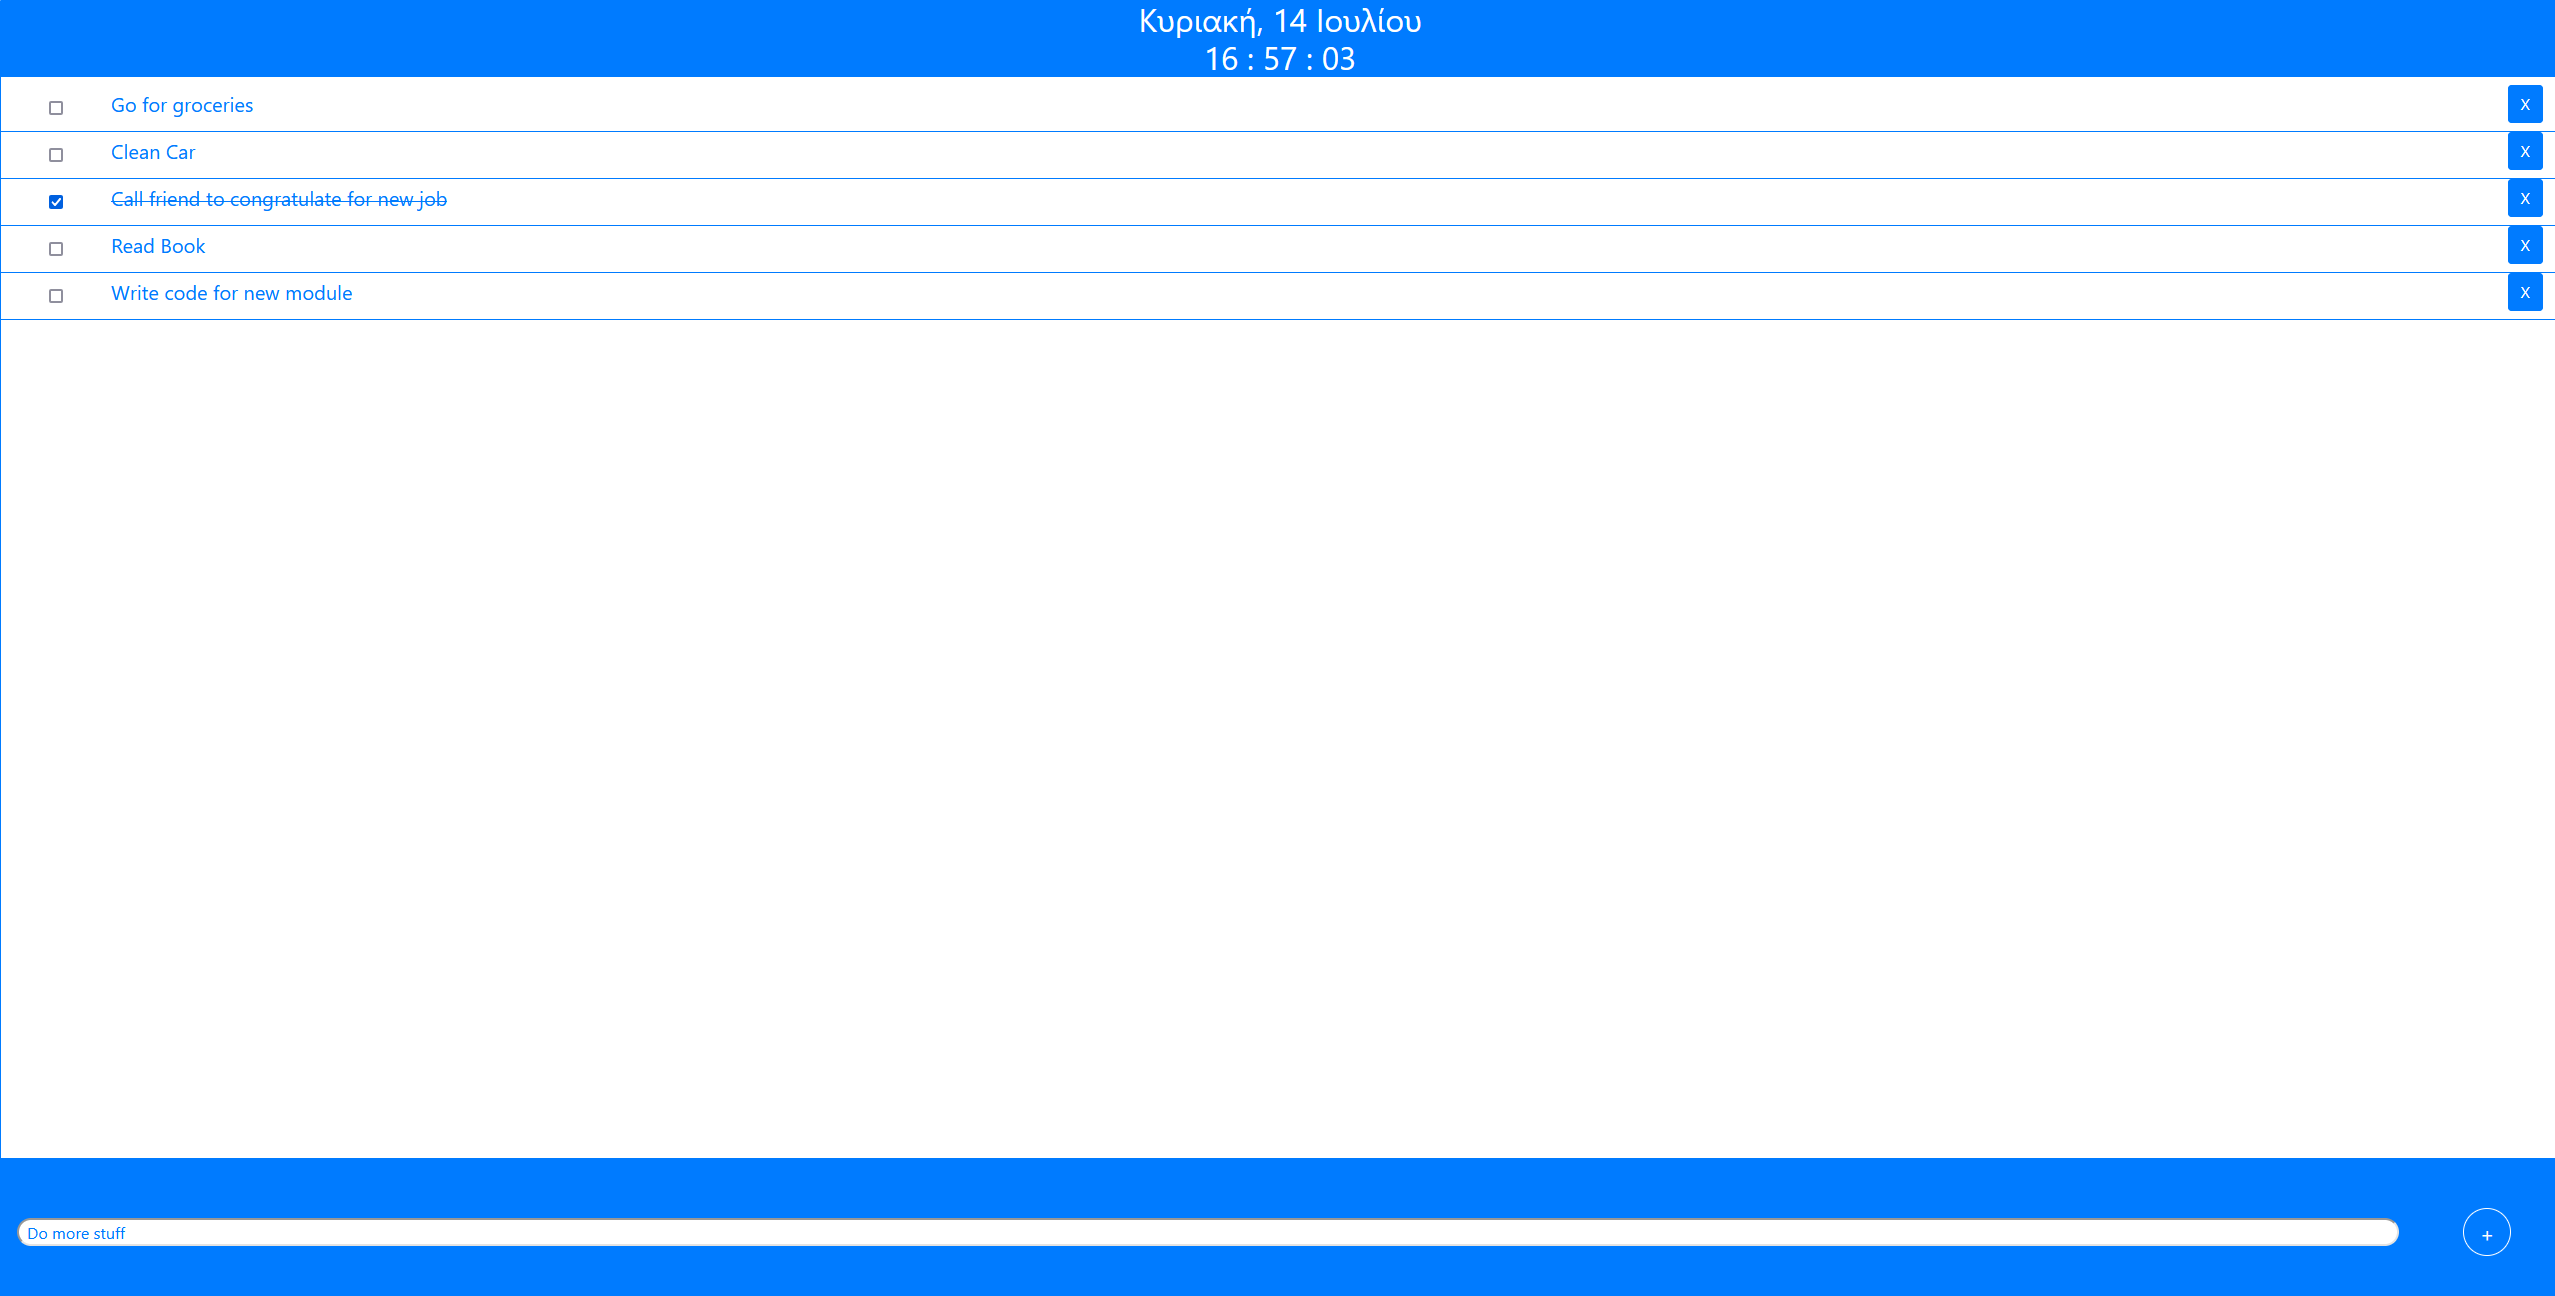 Κυριακή, 14 Ιουλίου
16 : 57 : 03
Go for groceries X
Clean Car X
Call friend to congratulate for new job X
Read Book X
Write code for new module X
Do more stuff +